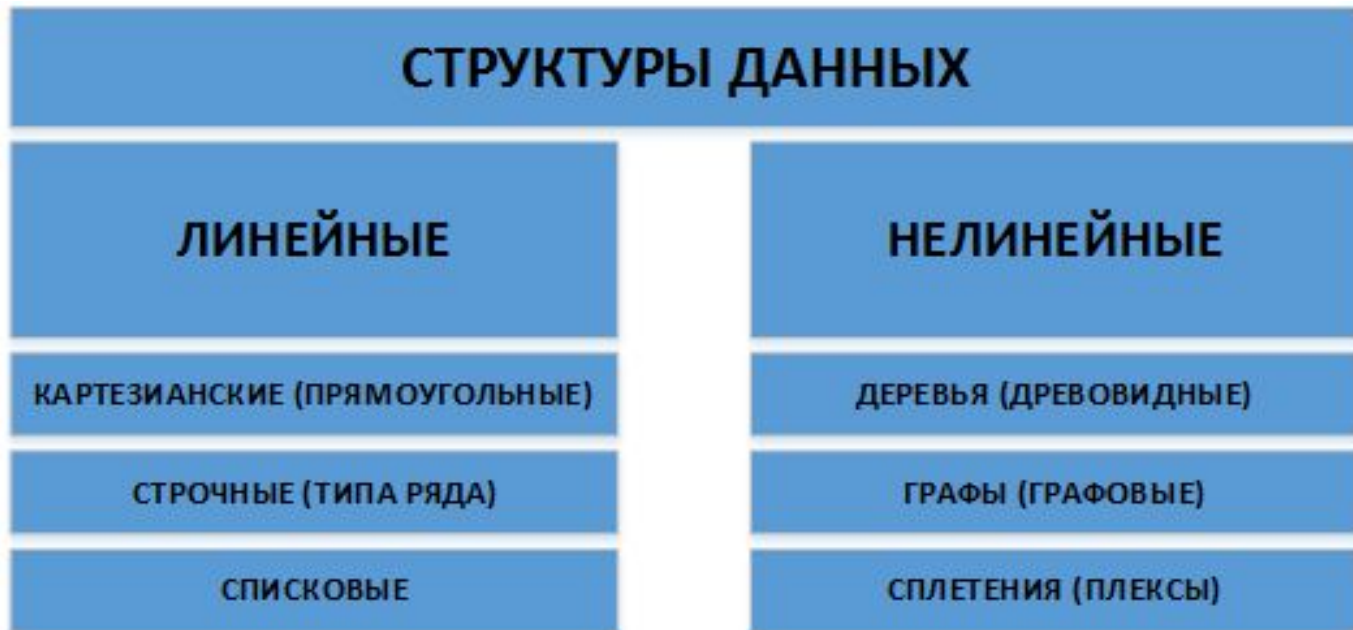 СТРУКТУРЫ ДАННЫХ
ЛИНЕЙНЫЕ
КАРТЕЗИАНСКИЕ (ПРЯМОУГОЛЬНЫЕ)
СТРОЧНЫЕ (ТИПА РЯДА)
СПИСКОВЫЕ
НЕЛИНЕЙНЫЕ
ДЕРЕВЬЯ (ДРЕВОВИДНЫЕ)
ГРАФЫ (ГРАФОВЫЕ)
СПЛЕТЕНИЯ (ПЛЕКСЫ)